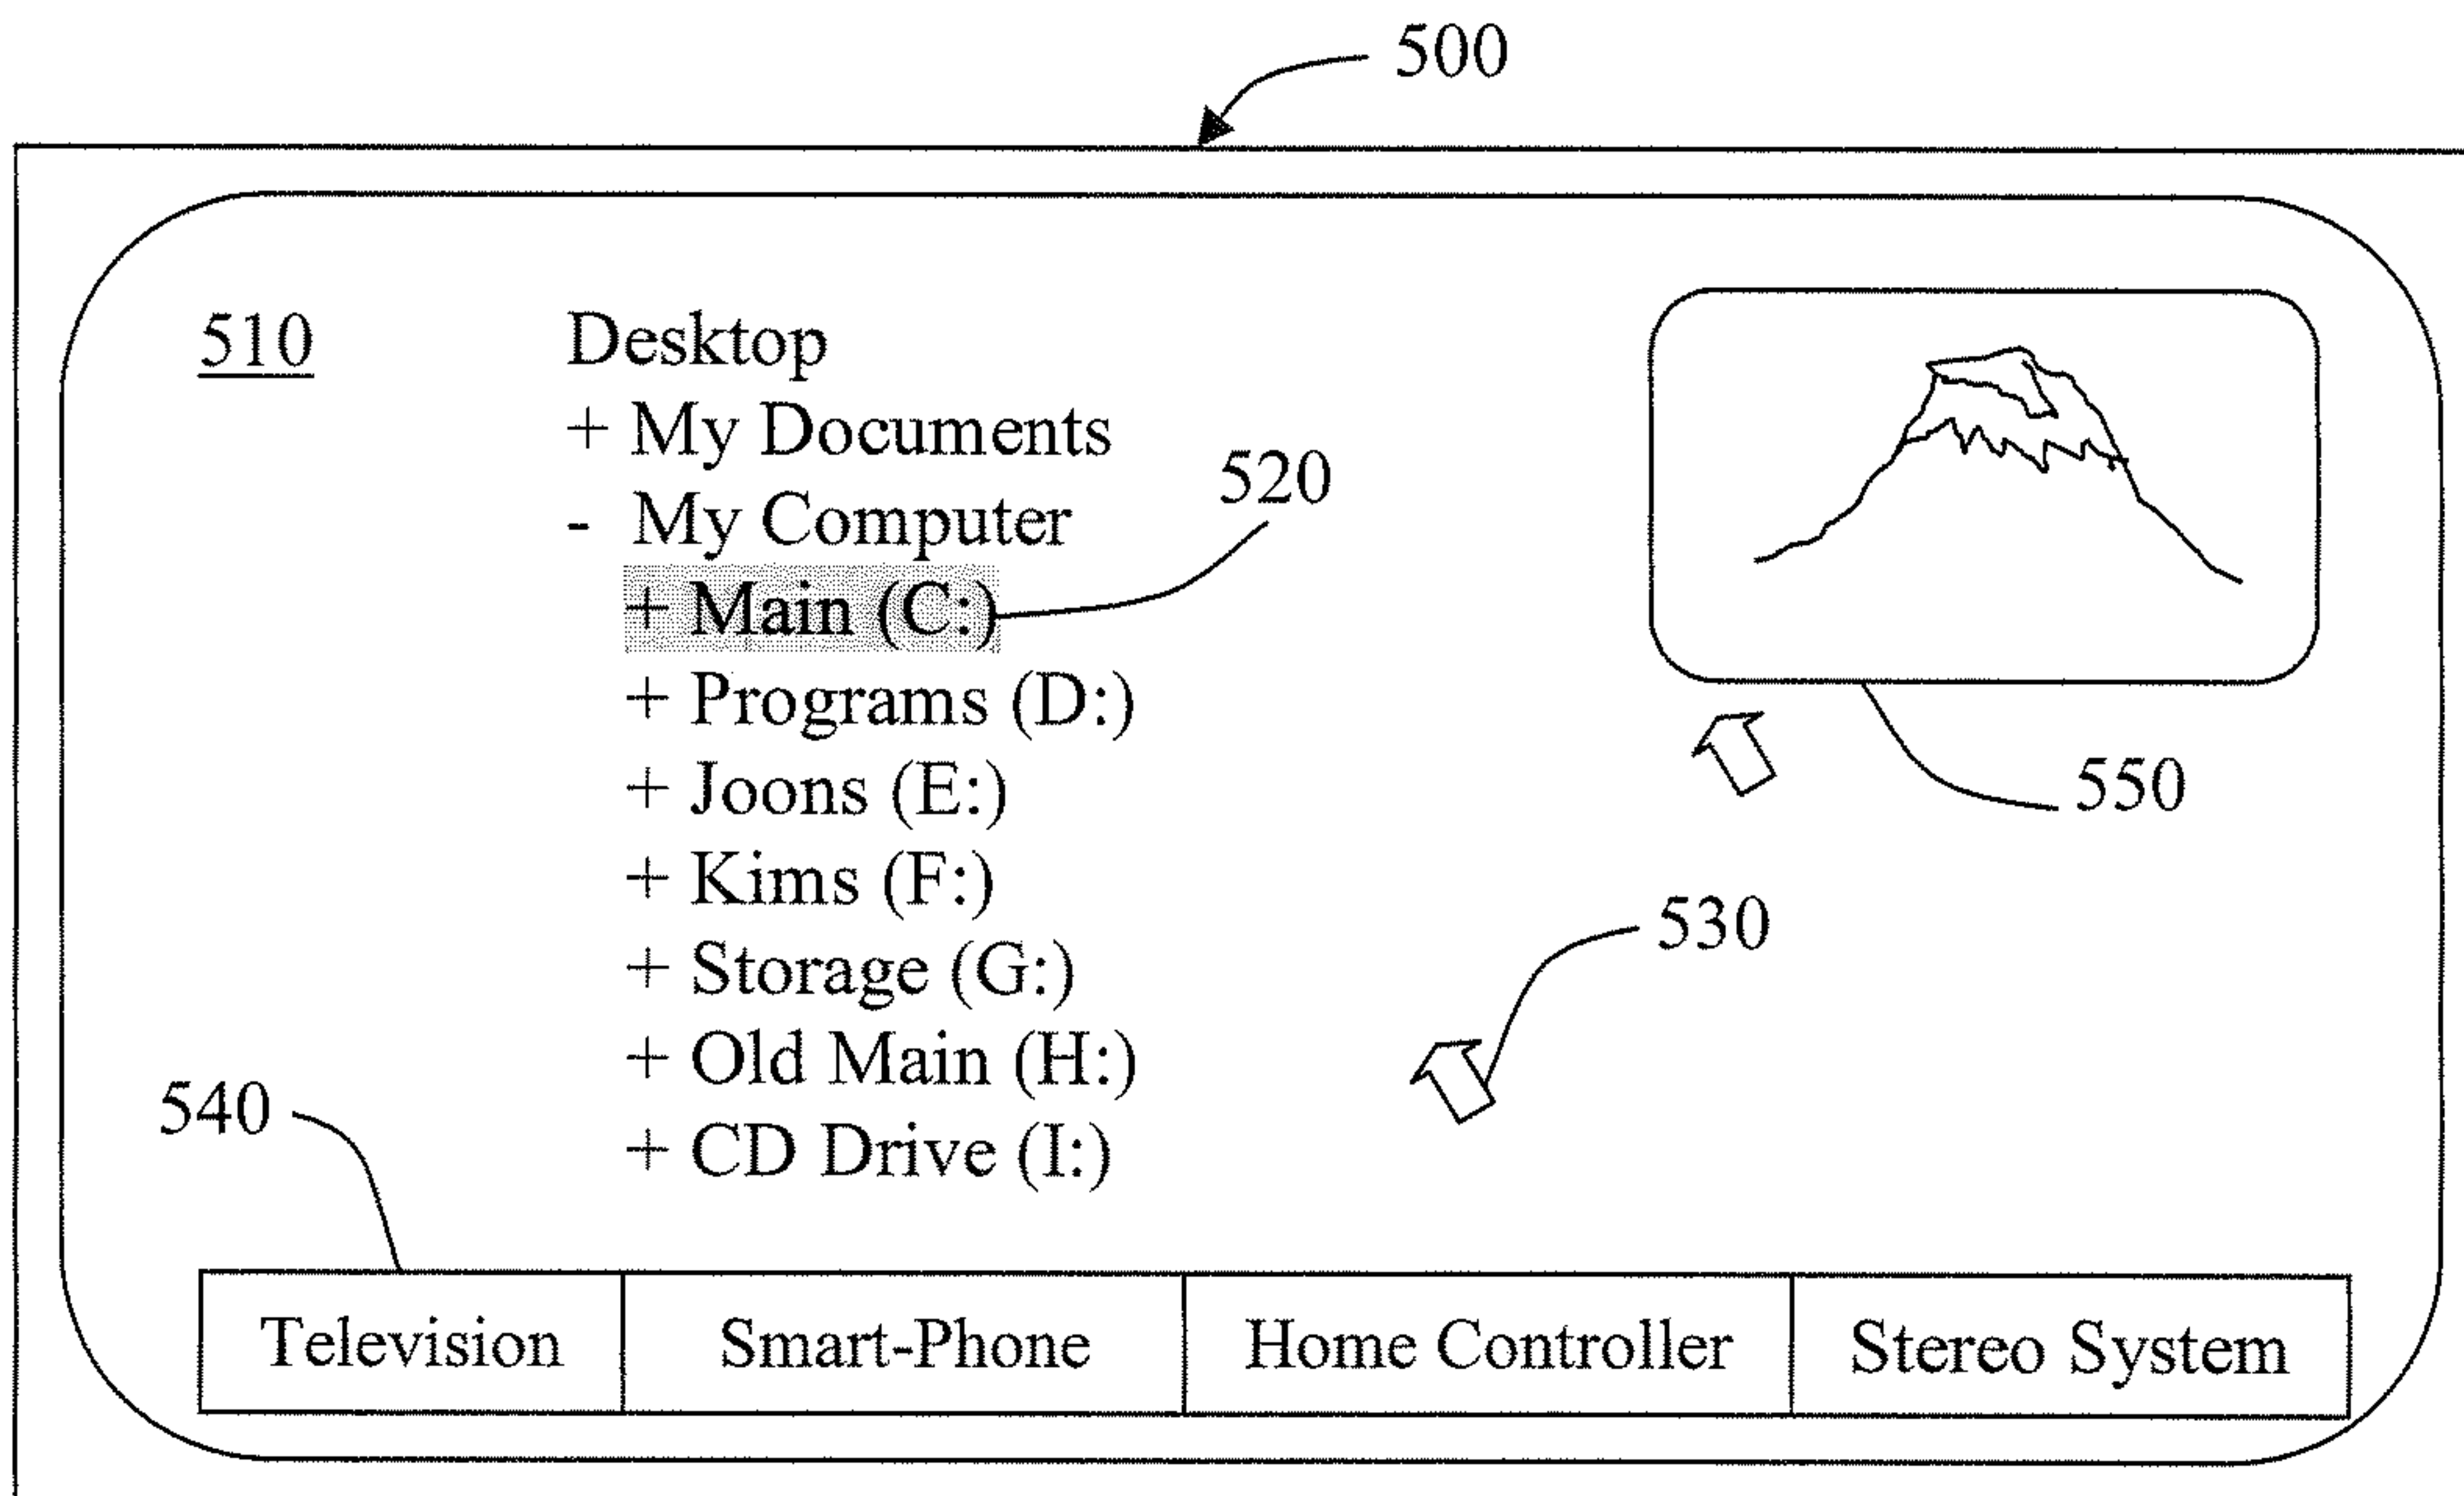 500
510
Desktop
+ My Documents
- My Computer
520
+ Main (C:)
+ Programs (D:)
+ Joons (E:)
550
+ Kims (F:)
530
+ Storage (G:)
+ Old Main (H:)
540
+ CD Drive (I:)
Television
Smart-Phone
Home Controller
Stereo System